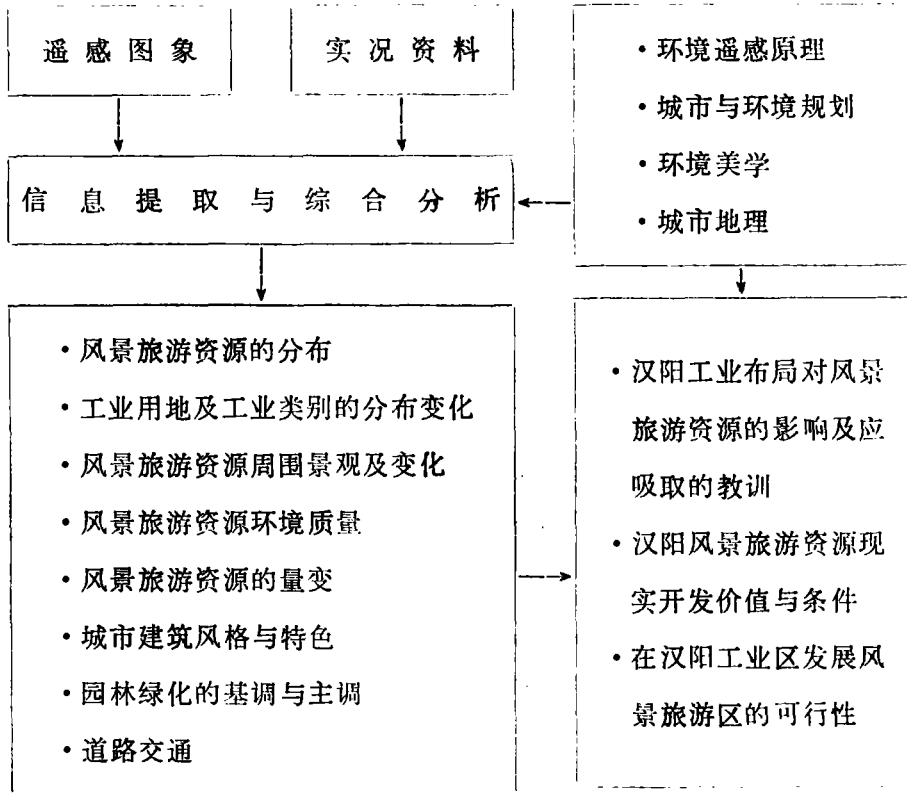 遥感图象
实况资料
信息提取与综合分析
·环境遥感原理
·城市与环境规划
·环境美学
·城市地理
·风景旅游资源的分布
·工业用地及工业类别的分布变化
·风景旅游资源周围景观及变化
·风景旅游资源环境质量
·风景旅游资源的量变
·城市建筑风格与特色
·园林绿化的基调与主调
·道路交通
·汉阳工业布局对风景
旅游资源的影响及应
吸取的教训
·汉阳风景旅游资源现
实开发价值与条件
·在汉阳工业区发展风
景旅游区的可行性